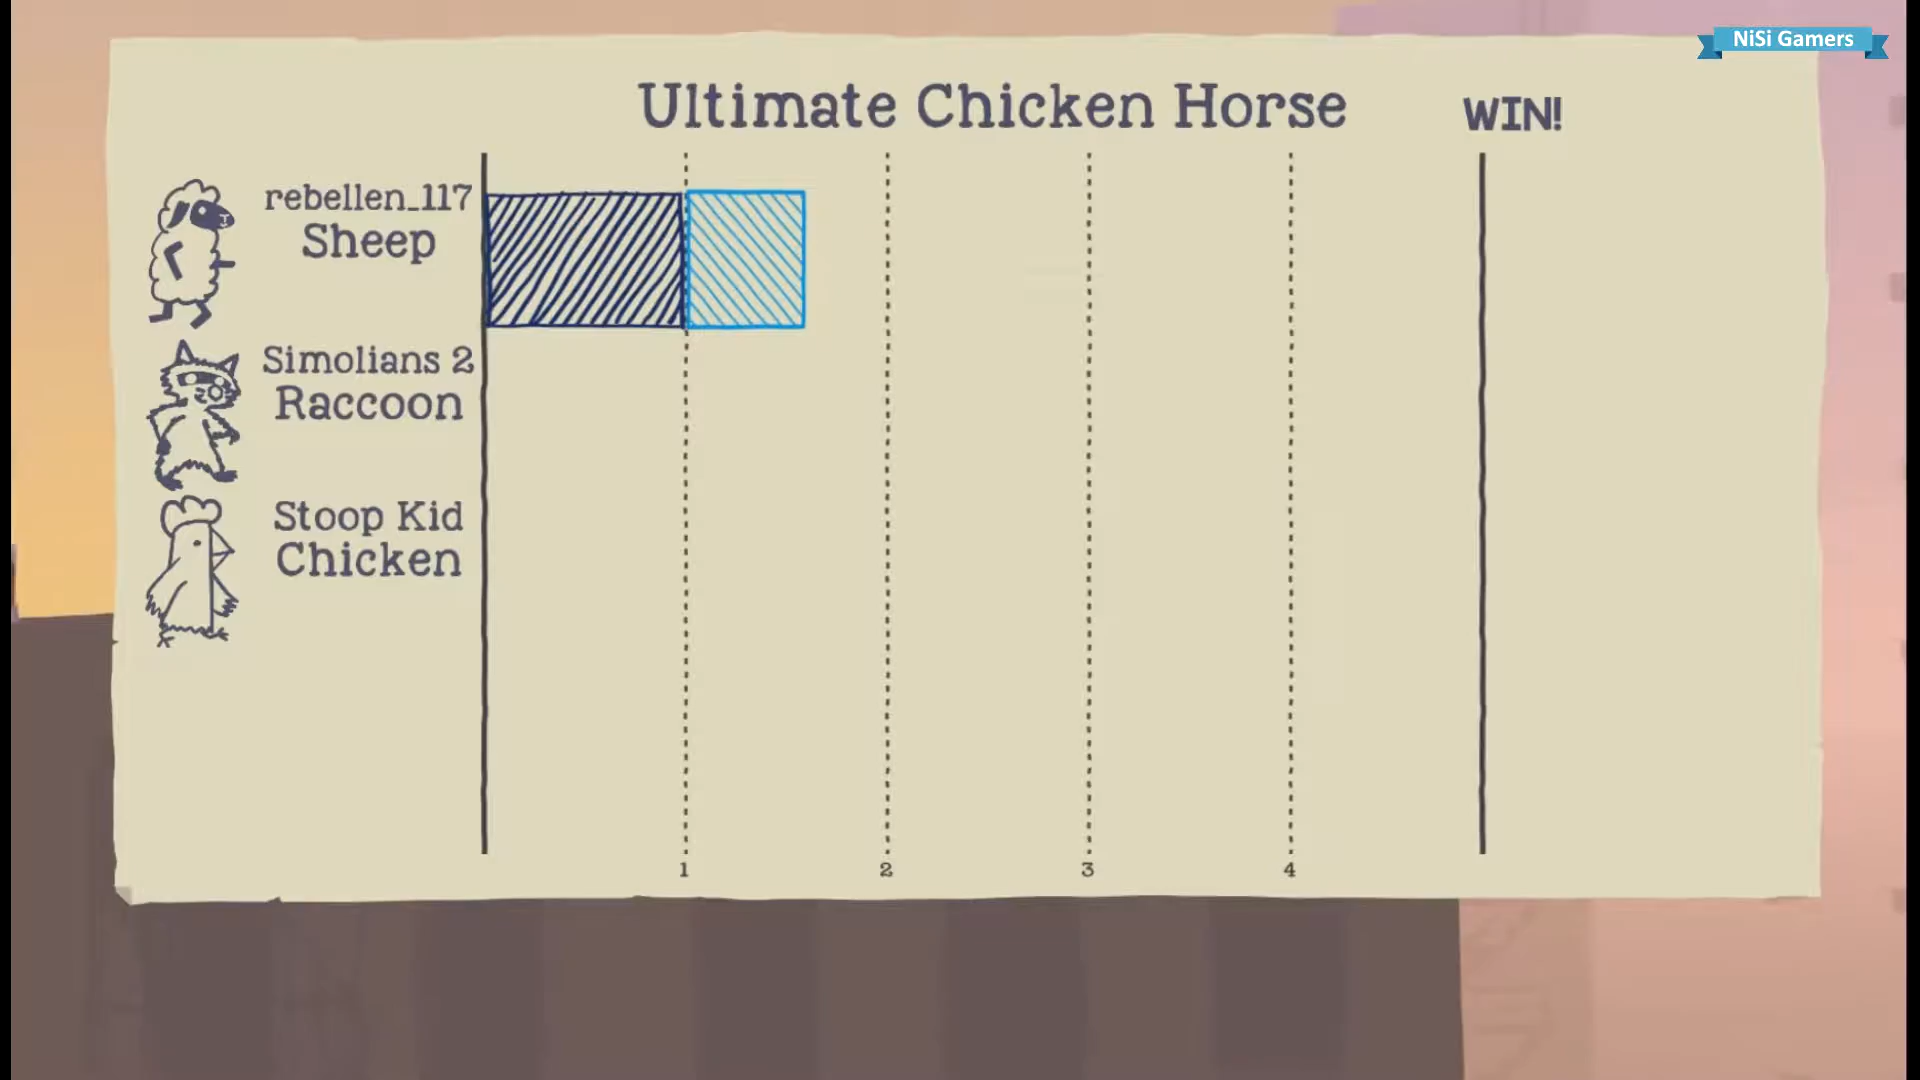 NiSi Gamers
Ultimate Chicken Horse
WIN!
rebellen_117
Sheep
Simolians 2
Raccoon
Stoop Kid
Chicken
1 2 3 4